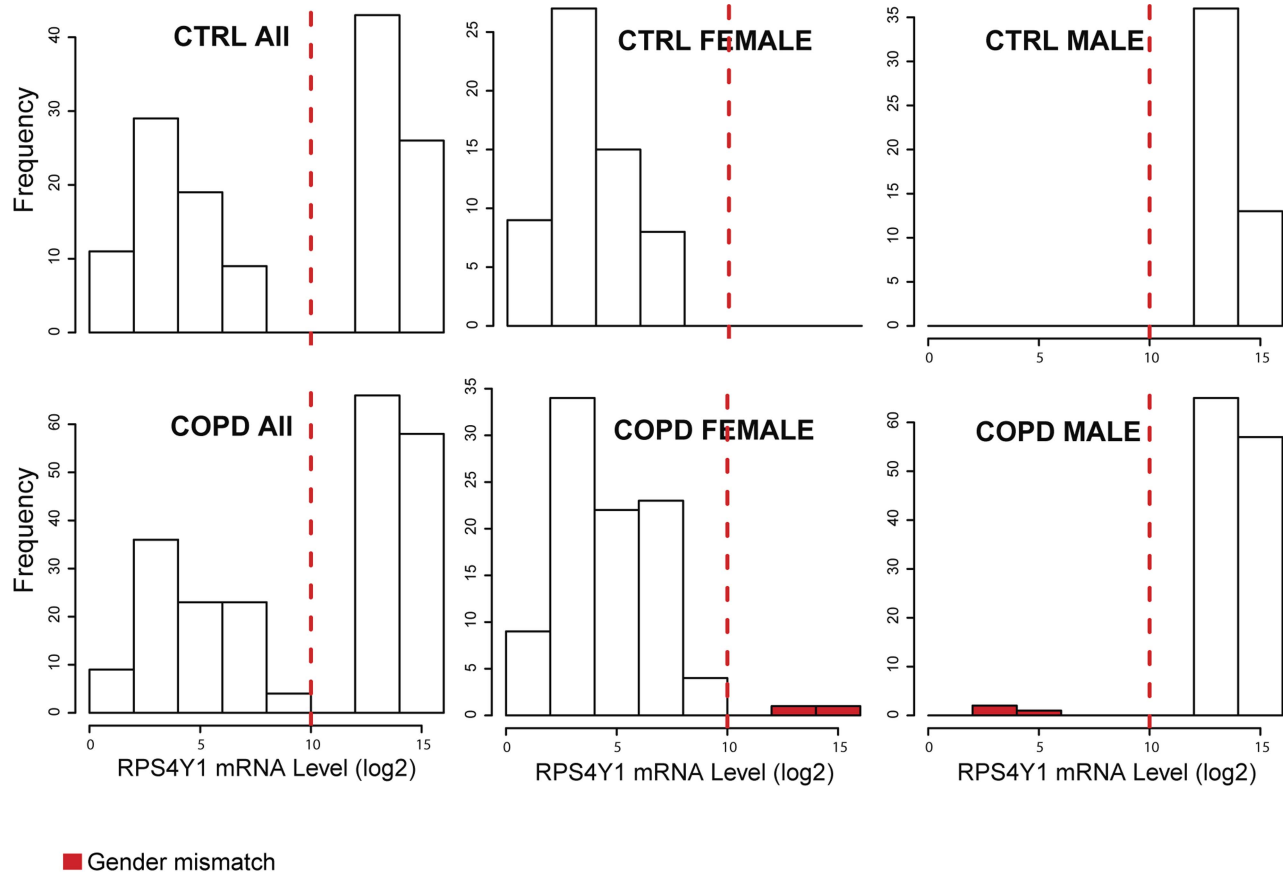 CTRL All
Frequency
0 10 20 30 40
CTRL FEMALE
0 5 10 15 20 25
CTRL MALE
0 5 10 15 20 25 30 35
0 5 10 15
COPD All
Frequency
0 10 20 30 40 50 60
0 5 10 15
RPS4Y1 mRNA Level (log2)
COPD FEMALE
0 5 10 15 20 25 30 35
0 5 10 15
RPS4Y1 mRNA Level (log2)
COPD MALE
0 10 20 30 40 50 60
0 5 10 15
RPS4Y1 mRNA Level (log2)
Gender mismatch